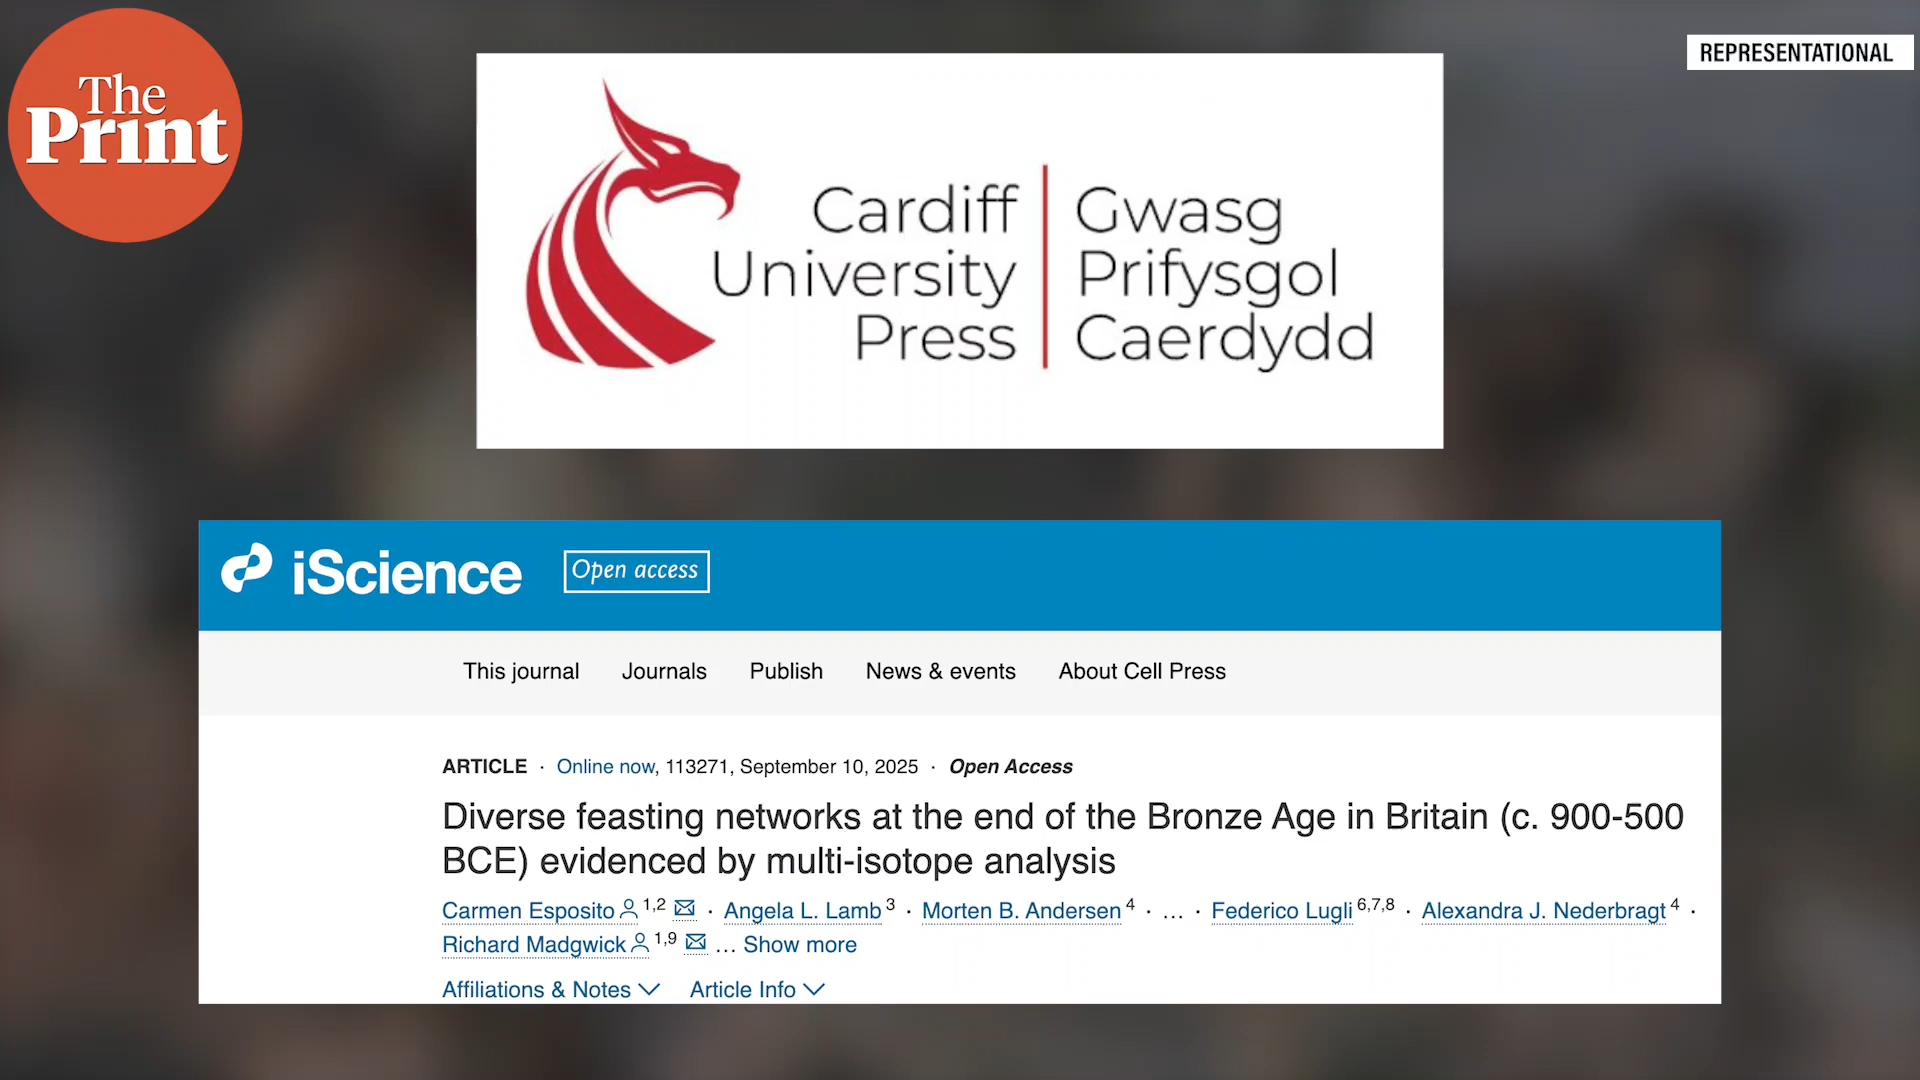 The
Print
REPRESENTATIONAL
Cardiff
University
Press
Gwasg
Prifysgol
Caerdydd
iScience
Open access
This journal Journals Publish News & events About Cell Press
ARTICLE · Online now, 113271, September 10, 2025 · Open Access
Diverse feasting networks at the end of the Bronze Age in Britain (c. 900-500
BCE) evidenced by multi-isotope analysis
Carmen Esposito 1,2 · Angela L. Lamb 3 · Morten B. Andersen 4 · ... · Federico Lugli 6,7,8 · Alexandra J. Nederbragt 4 ·
Richard Madgwick 1,9 ... Show more
Affiliations & Notes Article Info